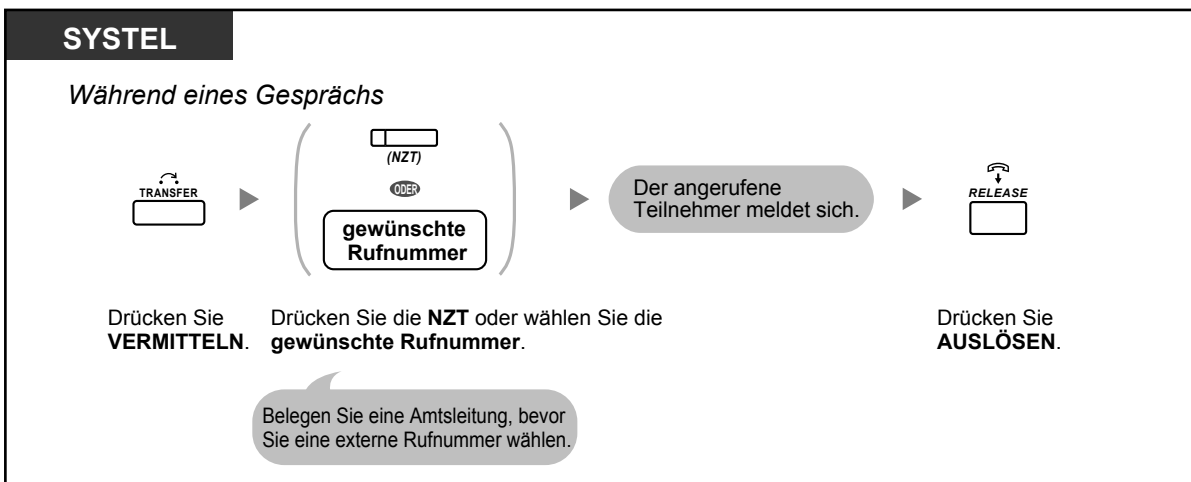 SYSTEL
Während eines Gesprächs
TRANSFER
(NZT)
ODER
gewünschte
Rufnummer
Der angerufene
Teilnehmer meldet sich.
RELEASE
Drücken Sie
VERMITTELN.
Drücken Sie die NZT oder wählen Sie die
gewünschte Rufnummer.
Drücken Sie
AUSLÖSEN.
Belegen Sie eine Amtsleitung, bevor
Sie eine externe Rufnummer wählen.